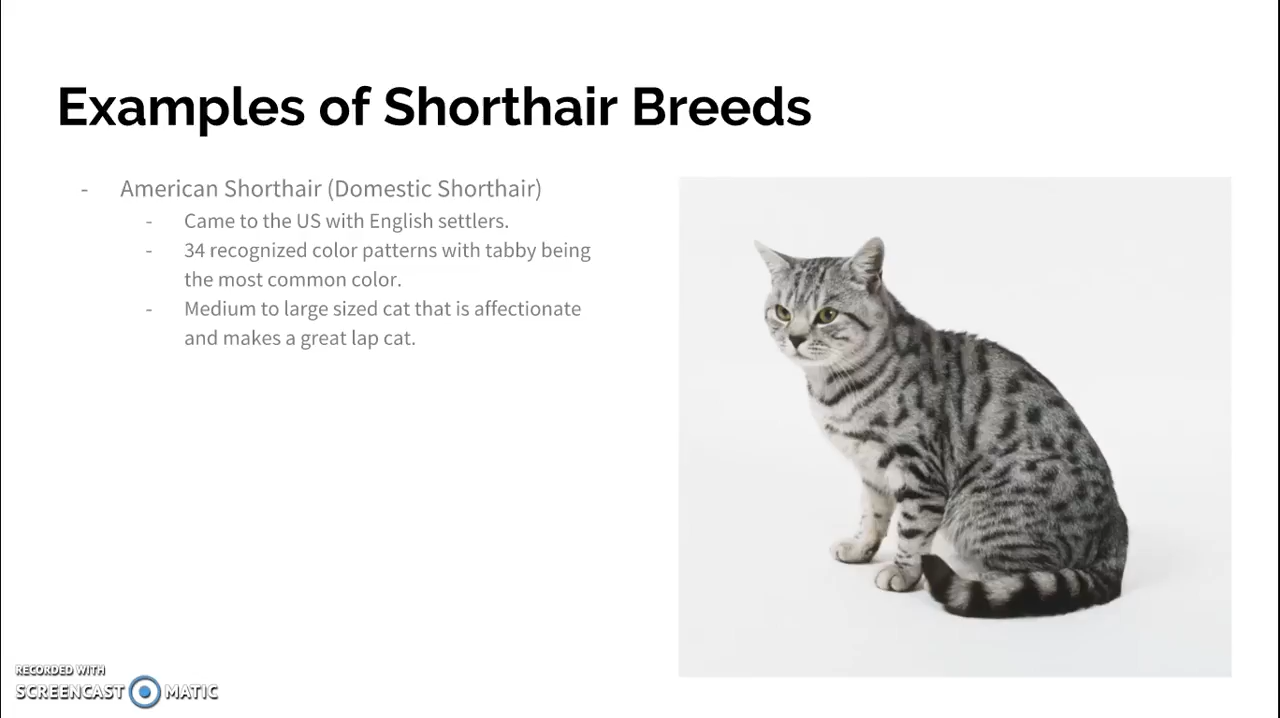 Examples of Shorthair Breeds
- American Shorthair (Domestic Shorthair)
- Came to the US with English settlers.
- 34 recognized color patterns with tabby being
the most common color.
- Medium to large sized cat that is affectionate
and makes a great lap cat.
RECORDED WITH
SCREENCAST MATIC